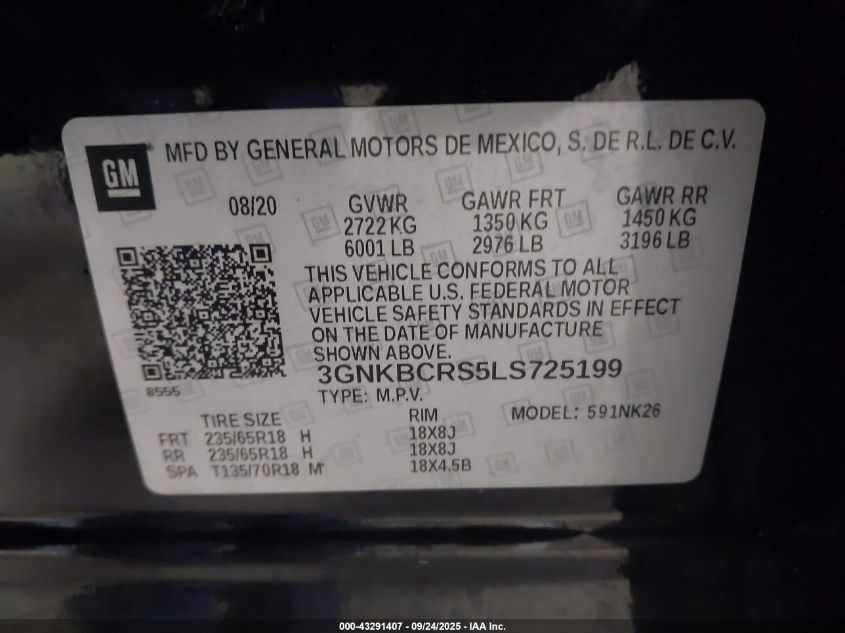 GM
MFD BY GENERAL MOTORS DE MEXICO, S. DE R.L. DE C.V.
08/20 GVWR GAWR FRT GAWR RR
2722 KG 1350 KG 1450 KG
6001 LB 2976 LB 3196 LB
THIS VEHICLE CONFORMS TO ALL
APPLICABLE U.S. FEDERAL MOTOR
VEHICLE SAFETY STANDARDS IN EFFECT
ON THE DATE OF MANUFACTURE
SHOWN ABOVE.
3GNKBCRS5LS725199
8555
TYPE: M.P.V.
TIRE SIZE RIM MODEL: 591NK26
FRT 235/65R18 H 18X8J
RR 235/65R18 H 18X8J
SPA T135/70R18 M* 18X4.5B
000-43291407 - 09/24/2025 - IAA Inc.